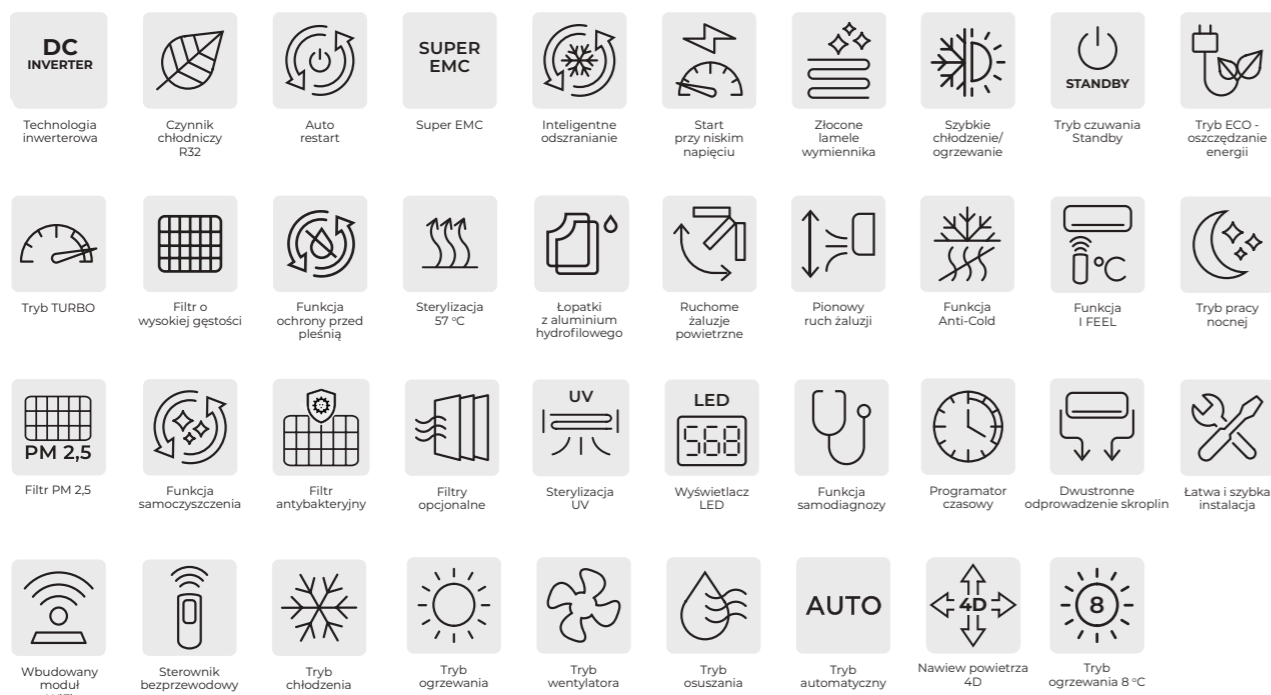 DC
INVERTER
Technologia
inwerterowa
Czynnik
chłodniczy
R32
Auto
restart
SUPER
EMC
Super EMC
Inteligentne
odszranianie
Start
przy niskim
napięciu
Złocone
lamele
wymiennika
Szybkie
chłodzenie/
ogrzewanie
STANDBY
Tryb czuwania
Standby
Tryb ECO -
oszczędzanie
energii
Tryb TURBO
Filtr o
wysokiej gęstości
Funkcja
ochrony przed
pleśnią
Sterylizacja
57 °C
Łopatki
z aluminium
hydrofilowego
Ruchome
żaluzje
powietrzne
Pionowy
ruch żaluzji
Funkcja
Anti-Cold
°C
Funkcja
I FEEL
Tryb pracy
nocnej
PM 2,5
Filtr PM 2,5
Funkcja
samoczyszczenia
Filtr
antybakteryjny
Filtry
opcjonalne
UV
Sterylizacja
UV
LED
568
Wyświetlacz
LED
Funkcja
samodiagnozy
Programator
czasowy
Dwustronne
odprowadzenie skroplin
Łatwa i szybka
instalacja
Wbudowany
moduł
Sterownik
bezprzewodowy
Tryb
chłodzenia
Tryb
ogrzewania
Tryb
wentylatora
Tryb
osuszania
AUTO
Tryb
automatyczny
4D
Nawiew powietrza
4D
8
Tryb
ogrzewania 8 °C